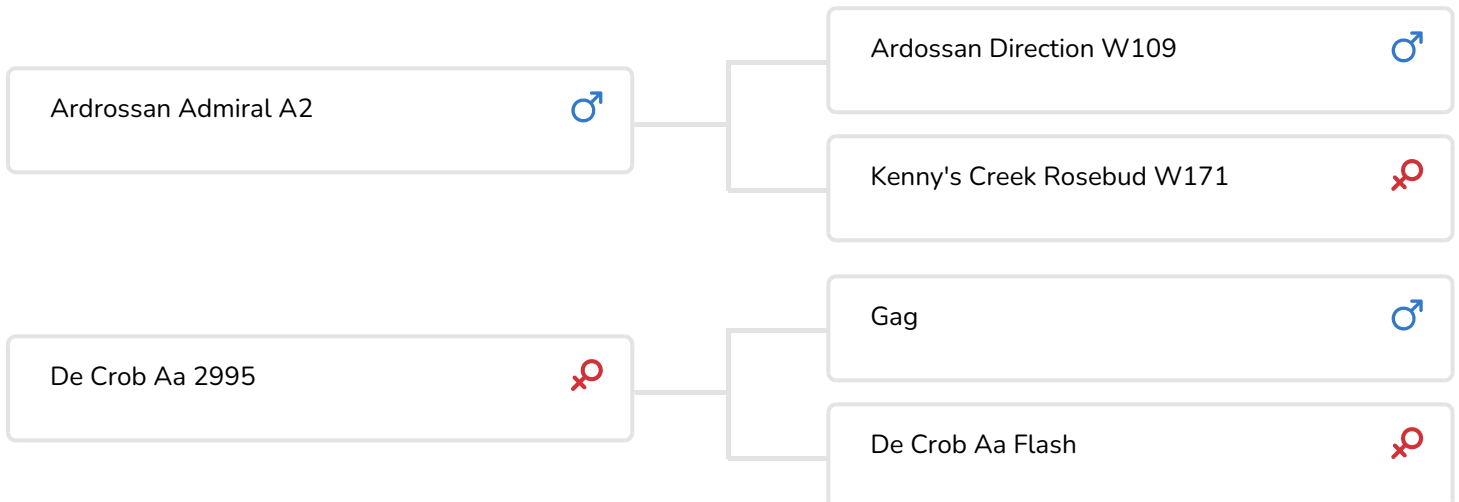 Ardossan Direction W109
Ardrossan Admiral A2
Kenny's Creek Rosebud W171
Gag
De Crob Aa 2995
De Crob Aa Flash